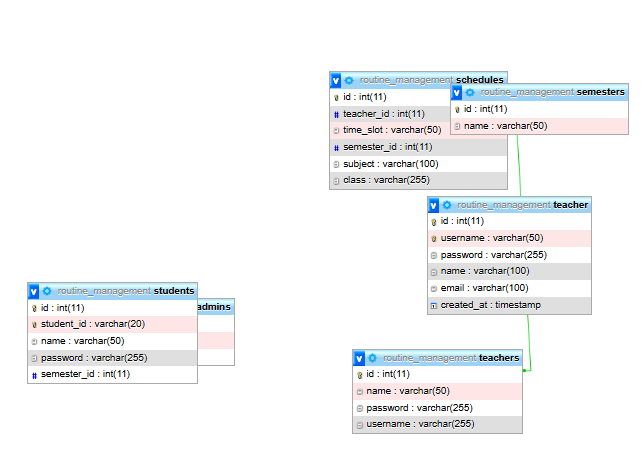 routine_management schedules
id : int(11)
# teacher_id : int(11)
time_slot : varchar(50)
# semester_id : int(11)
subject : varchar(100)
class : varchar(255)
routine_management semesters
id : int(11)
name : varchar(50)
routine_management teacher
id : int(11)
username : varchar(50)
password : varchar(255)
name : varchar(100)
email : varchar(100)
created_at : timestamp
routine_management students
id : int(11)
student_id : varchar(20)
name : varchar(50)
password : varchar(255)
# semester_id : int(11)
admins
routine_management teachers
id : int(11)
name : varchar(50)
password : varchar(255)
username : varchar(255)